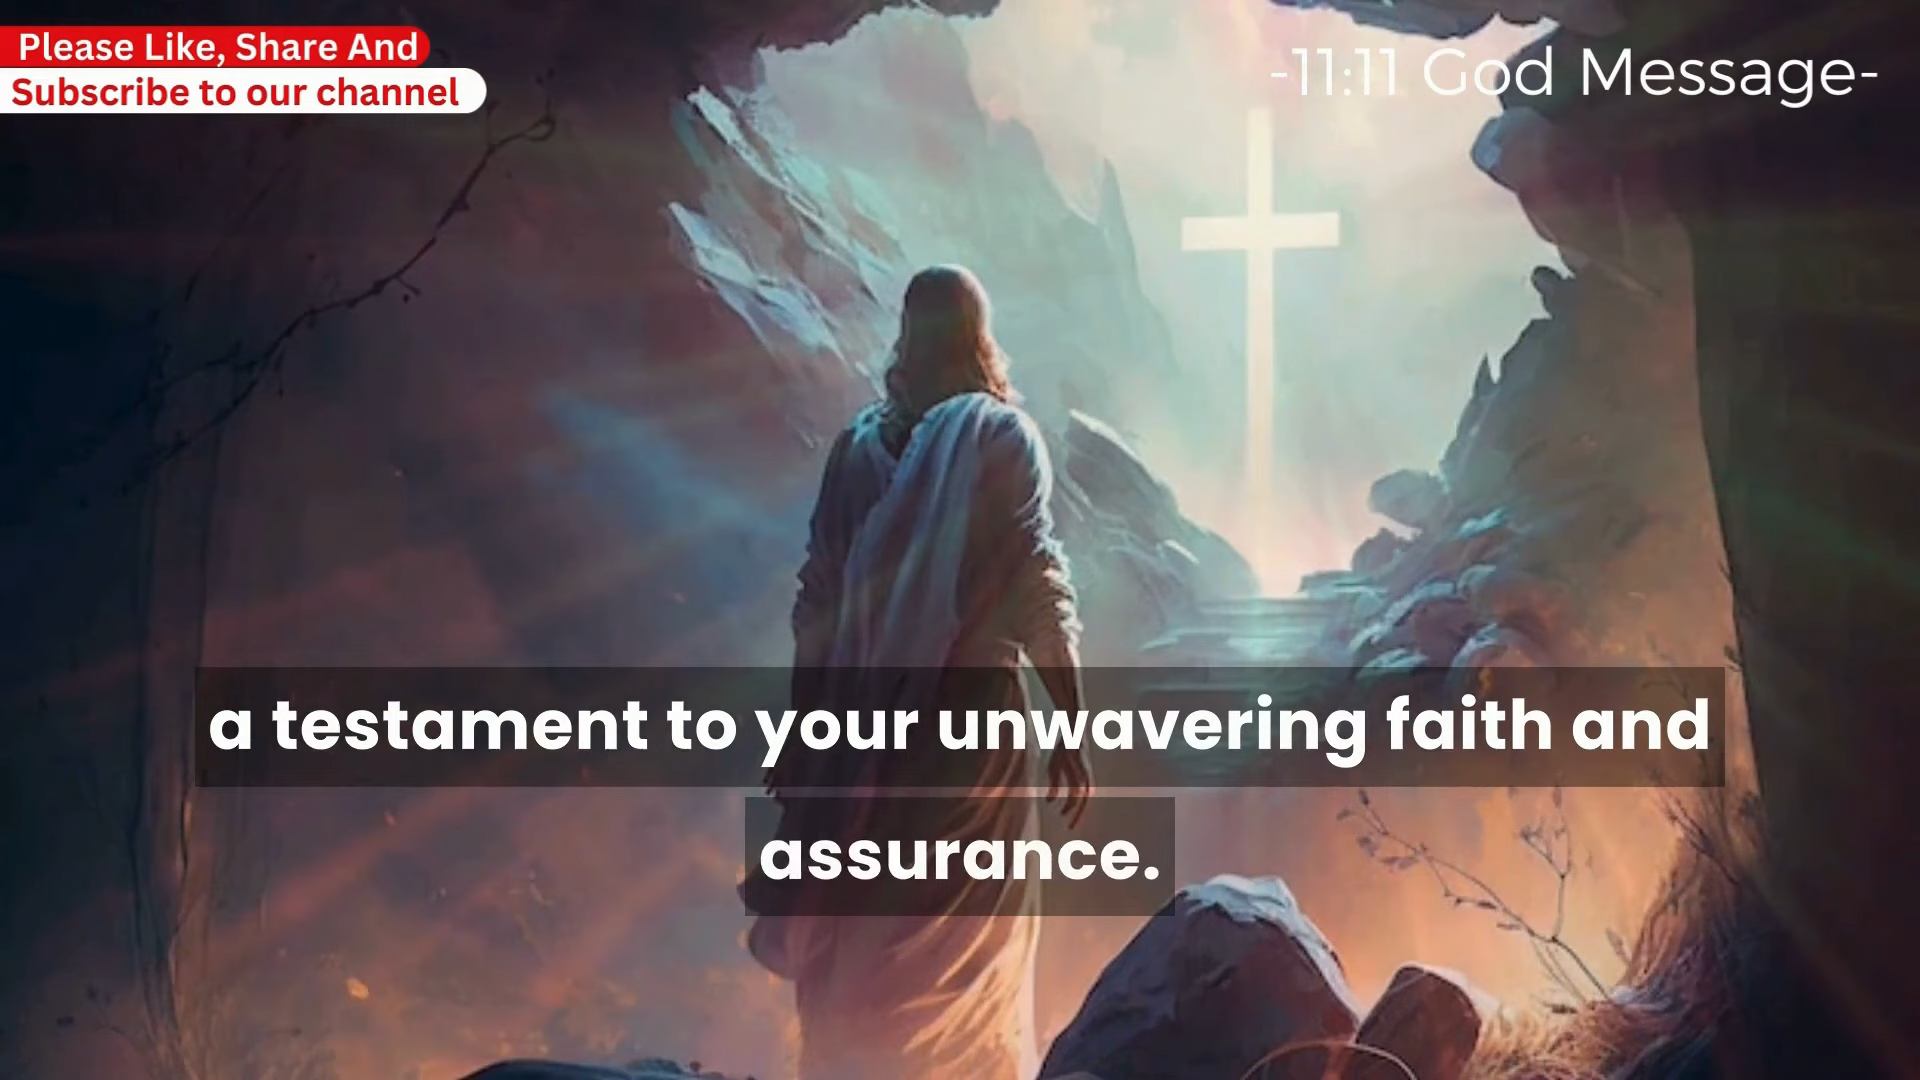 Please Like, Share And
Subscribe to our channel
-11:11 God Message-
a testament to your unwavering faith and
assurance.